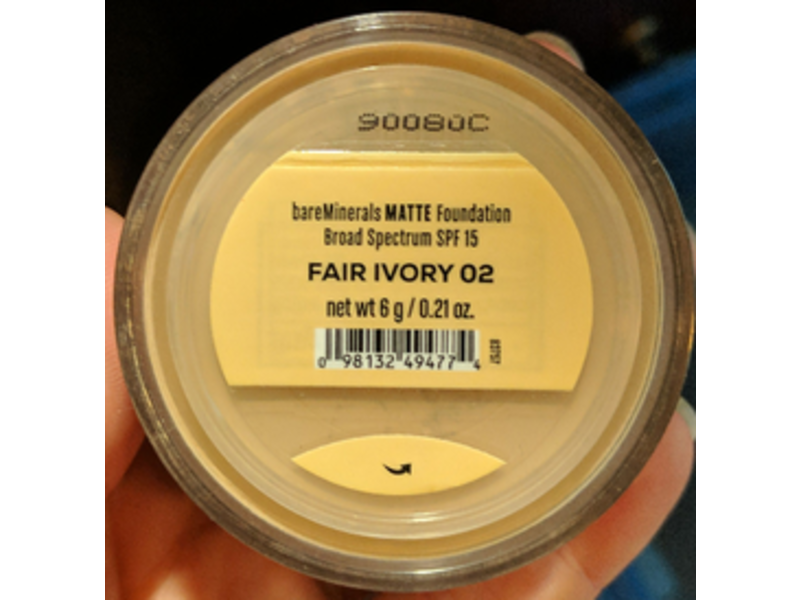 90080C
bareMinerals MATTE Foundation
Broad Spectrum SPF 15
FAIR IVORY 02
net wt 6 g / 0.21 oz.
0 98132 49477 4
83757